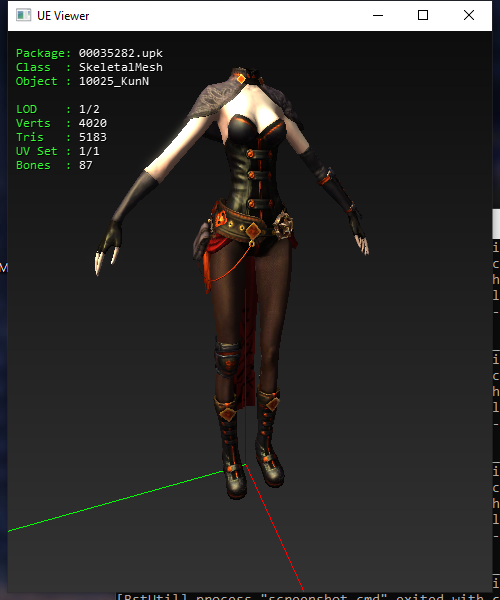 UE Viewer
Package: 00035282.upk
Class : SkeletalMesh
Object : 10025_KunN
LOD : 1/2
Verts : 4020
Tris : 5183
UV Set : 1/1
Bones : 87
M
i
c
h
l
-
i
c
h
l
-
i
c
h
l
-
i
[BstUtil] process "screenshot.cmd" exited with c